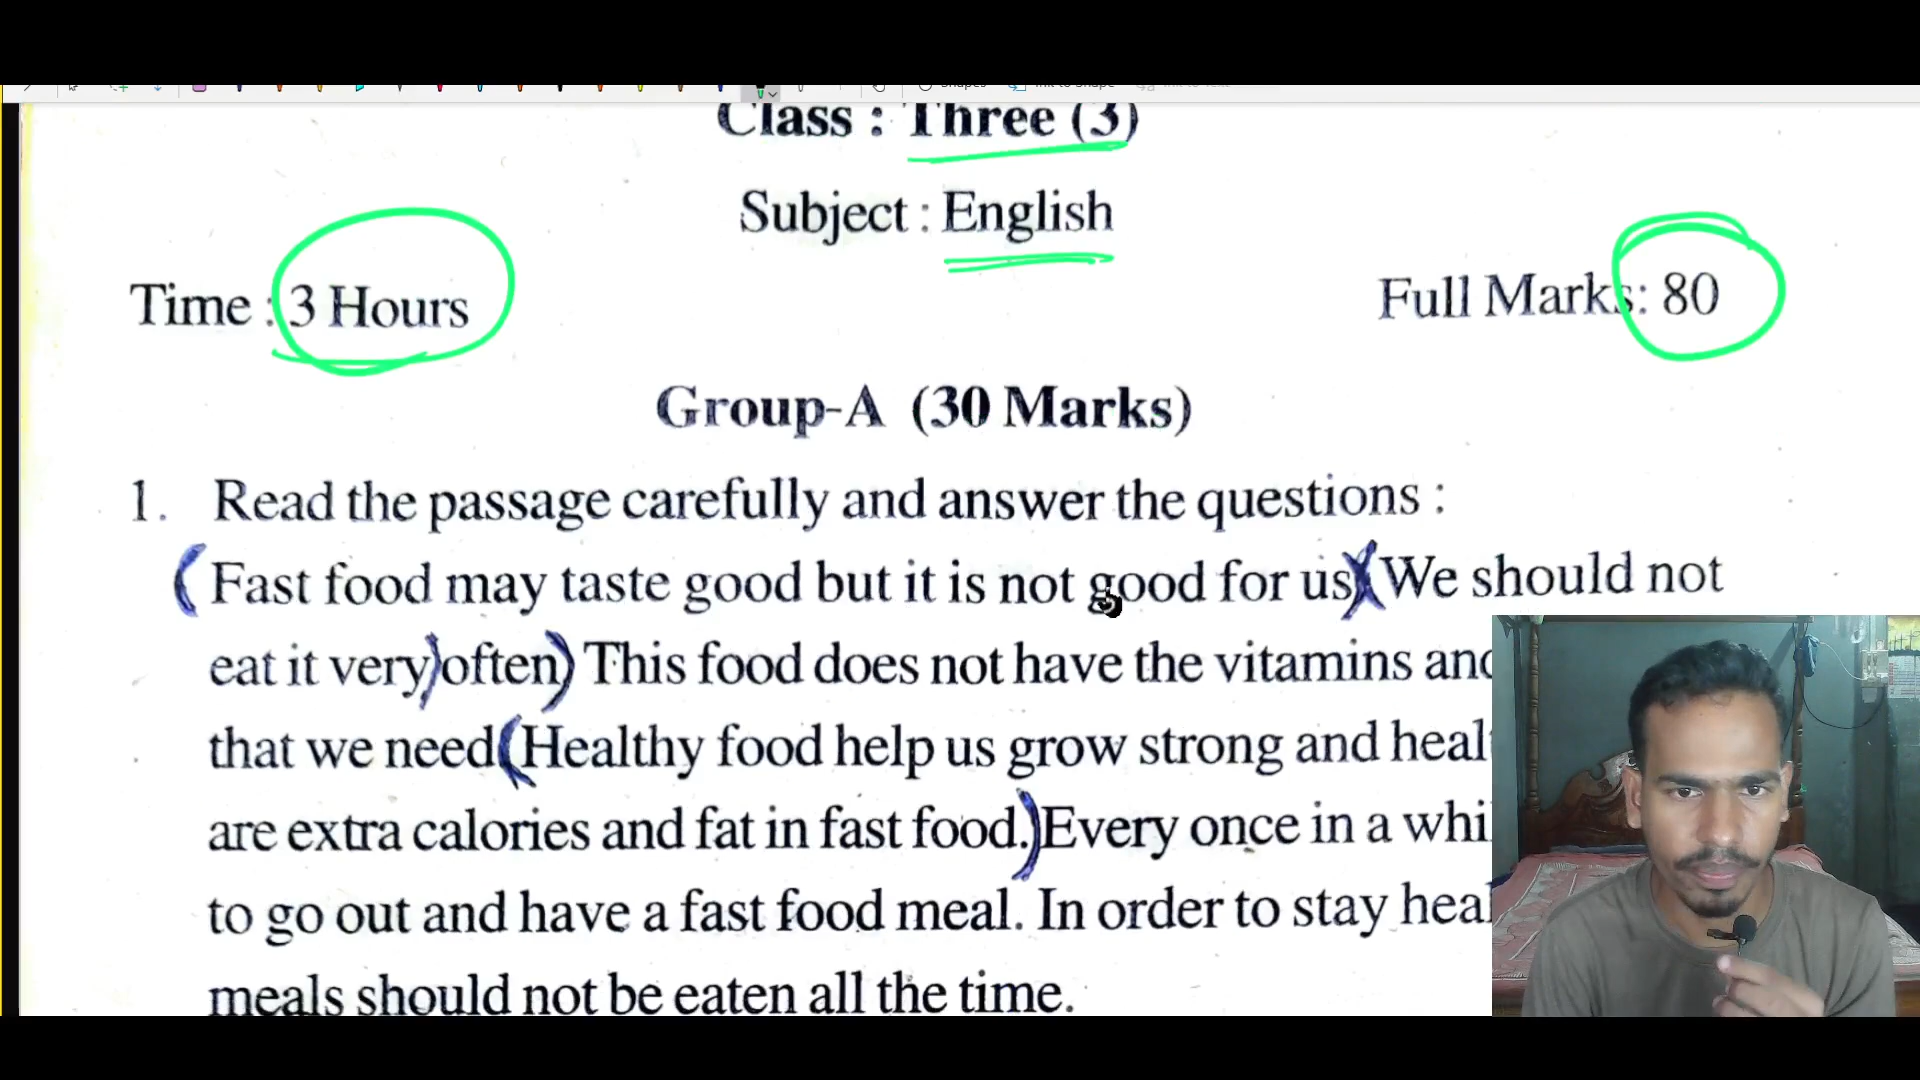 Class : Three (3)
Subject : English
Time : 3 Hours
Full Marks: 80
Group-A (30 Marks)
1. Read the passage carefully and answer the questions :
Fast food may taste good but it is not good for us. We should not
eat it very often. This food does not have the vitamins and
that we need. Healthy food help us grow strong and heal
are extra calories and fat in fast food. Every once in a whi
to go out and have a fast food meal. In order to stay heal
meals should not be eaten all the time.